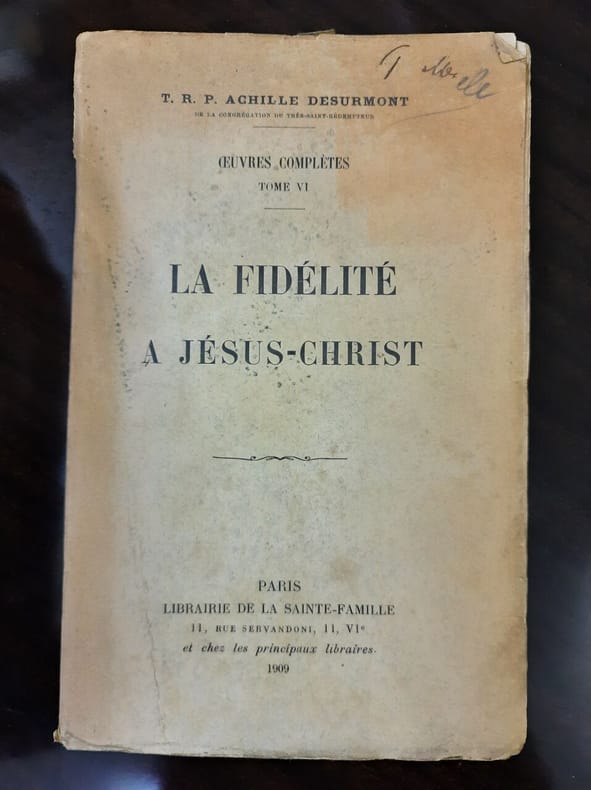 T. R. P. ACHILLE DESURMONT
DE LA CONGRÉGATION DU TRÈS-SAINT-RÉDEMPTEUR
ŒUVRES COMPLÈTES
TOME VI
LA FIDÉLITÉ
A JÉSUS-CHRIST
PARIS
LIBRAIRIE DE LA SAINTE-FAMILLE
11, RUE SERVANDONI, 11, VIe
et chez les principaux libraires.
1909